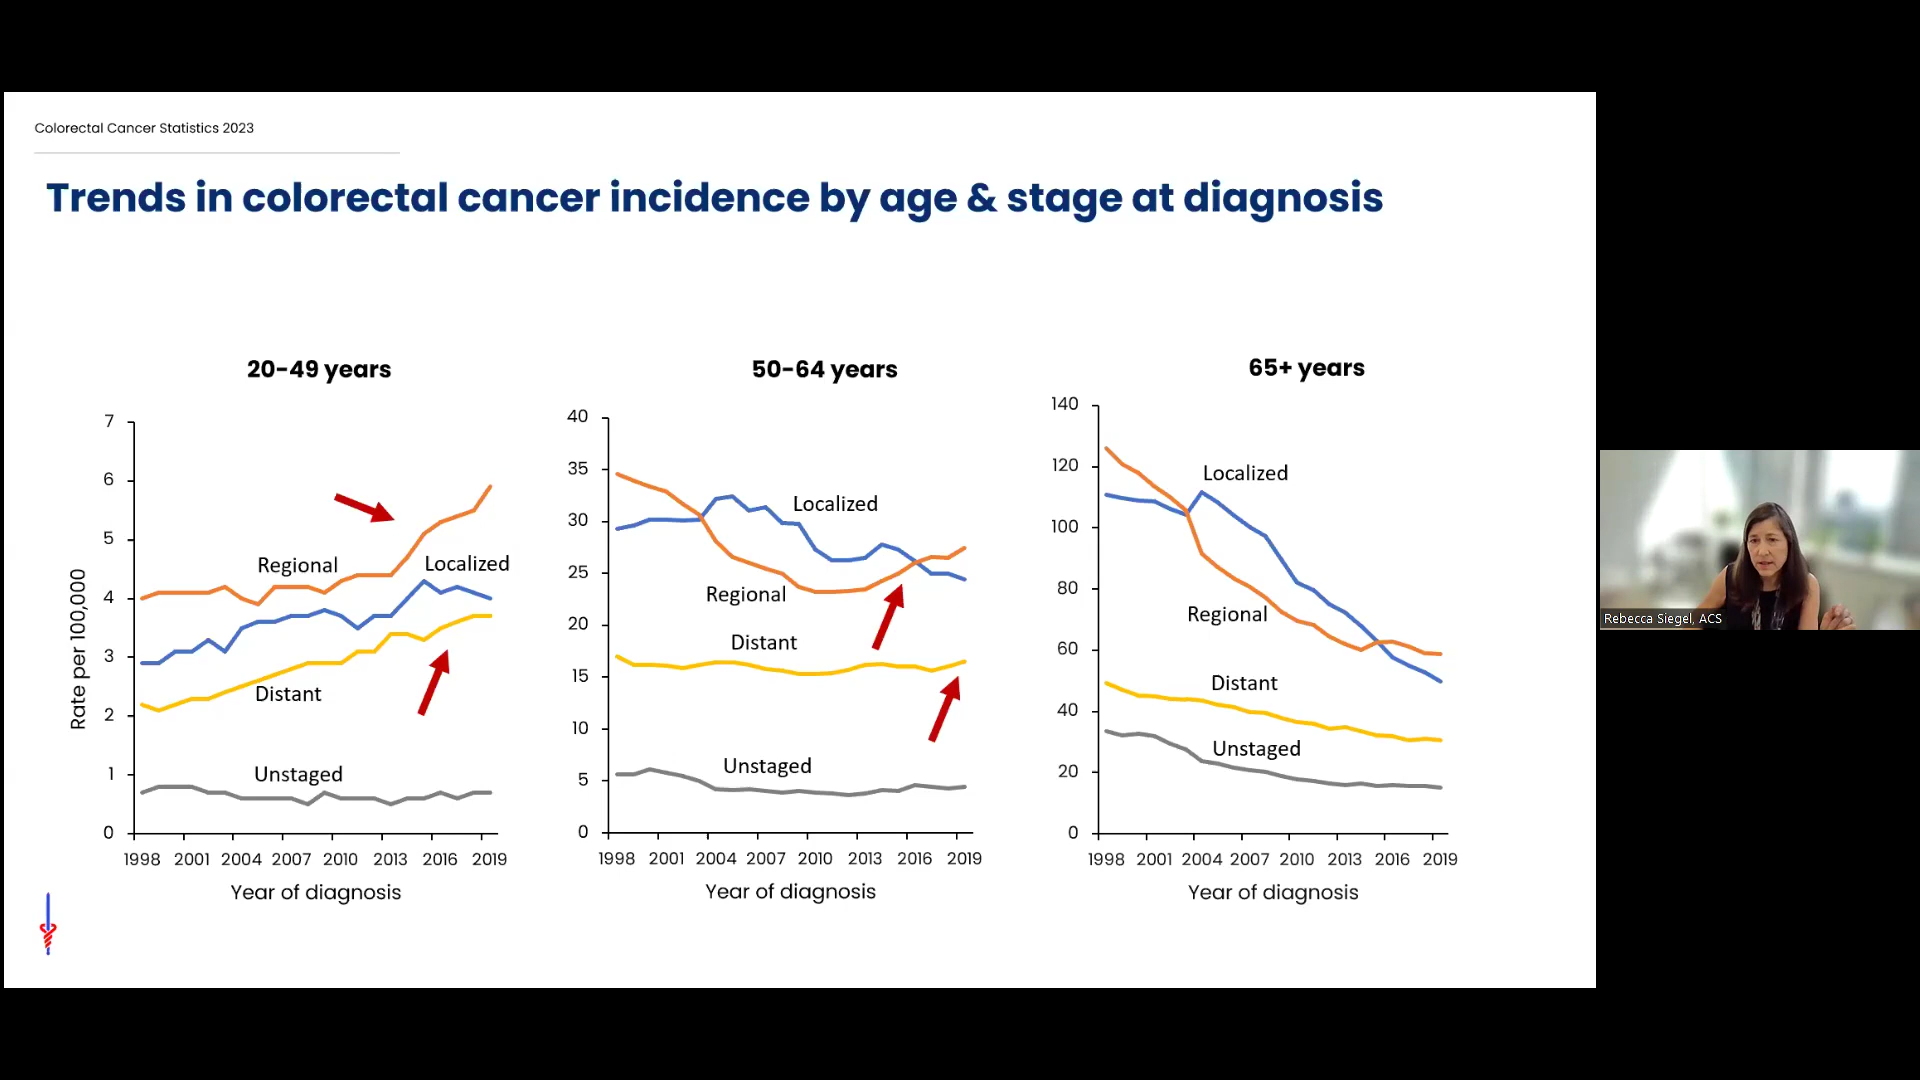 Colorectal Cancer Statistics 2023
Trends in colorectal cancer incidence by age & stage at diagnosis
20-49 years
7
6
5
4
3
2
1
0
Rate per 100,000
Regional
Localized
Distant
Unstaged
1998 2001 2004 2007 2010 2013 2016 2019
Year of diagnosis
50-64 years
40
35
30
25
20
15
10
5
0
Localized
Regional
Distant
Unstaged
1998 2001 2004 2007 2010 2013 2016 2019
Year of diagnosis
65+ years
140
120
100
80
60
40
20
0
Localized
Regional
Distant
Unstaged
1998 2001 2004 2007 2010 2013 2016 2019
Year of diagnosis
Rebecca Siegel, ACS